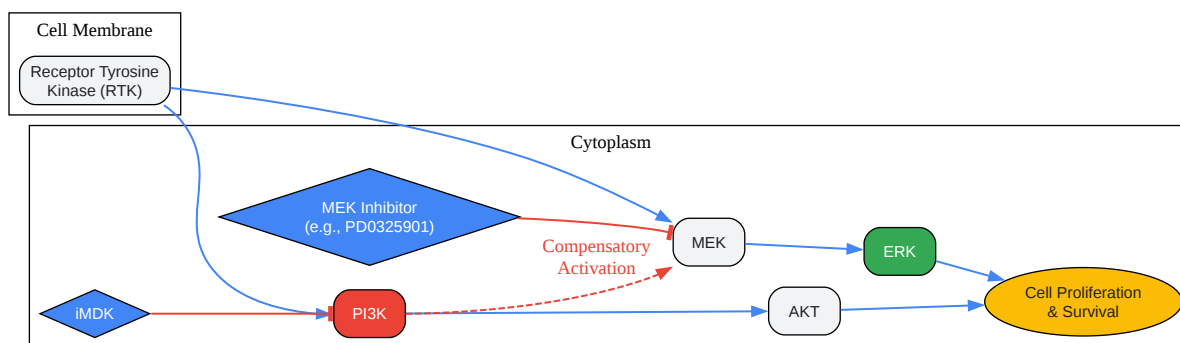 Cell Membrane
Receptor Tyrosine
Kinase (RTK)
Cytoplasm
MEK Inhibitor
(e.g., PD0325901)
Compensatory
Activation
MEK
ERK
iMDK
PI3K
AKT
Cell Proliferation
& Survival